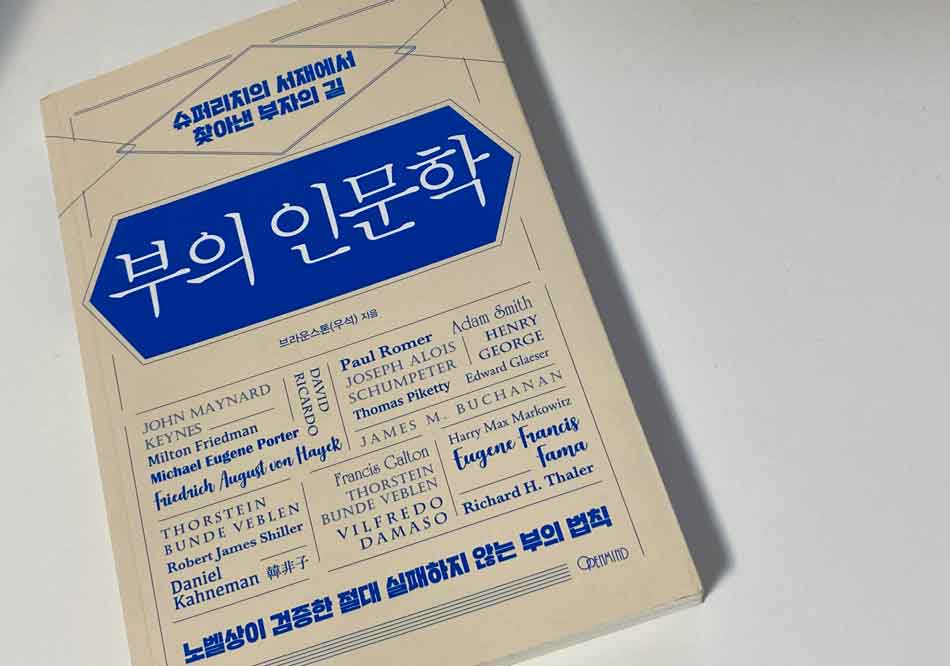 슈퍼리치의 서재에서
찾아낸 부자의 길
부의 인문학
브라운스톤(우석) 지음
JOHN MAYNARD
KEYNES
Milton Friedman
Michael Eugene Porter
Friedrich August von Hayek
DAVID
RICARDO
Paul Romer
JOSEPH ALOIS
SCHUMPETER
Thomas Piketty
Adam Smith
HENRY
GEORGE
Edward Glaeser
JAMES M. BUCHANAN
THORSTEIN
BUNDE VEBLEN
Robert James Shiller
Daniel
Kahneman
韓非子
Francis Galton
THORSTEIN
BUNDE VEBLEN
VILFREDO
DAMASO
Harry Max Markowitz
Eugene Francis
Fama
Richard H. Thaler
노벨상이 검증한 절대 실패하지 않는 부의 법칙
OPENMIND